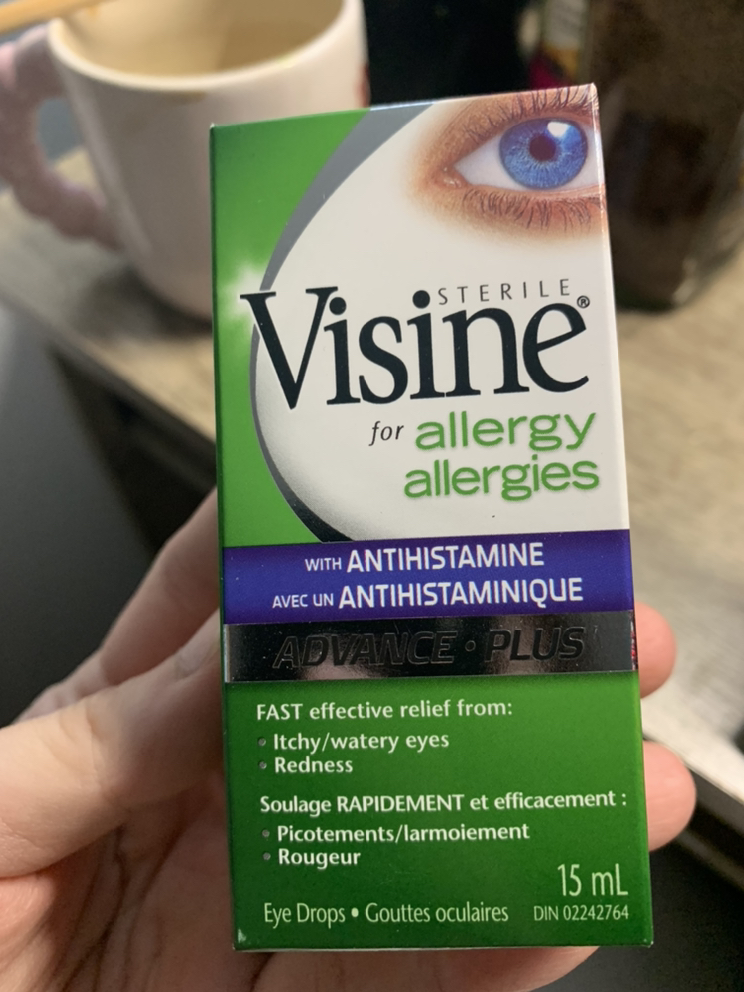 STERILE
Visine®
for allergy
allergies
WITH ANTIHISTAMINE
AVEC UN ANTIHISTAMINIQUE
ADVANCE • PLUS
FAST effective relief from:
• Itchy/watery eyes
• Redness
Soulage RAPIDEMENT et efficacement :
• Picotements/larmoiement
• Rougeur
15 mL
Eye Drops • Gouttes oculaires DIN 02242764